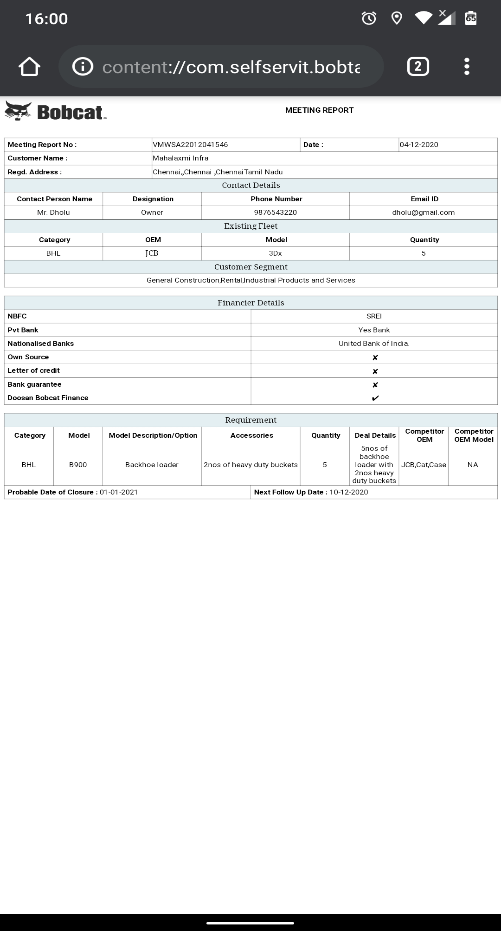 16:00
65
content://com.selfservit.bobta
2
Bobcat.
MEETING REPORT
Meeting Report No : VMWSA22012041546 Date : 04-12-2020
Customer Name : Mahalaxmi Infra
Regd. Address : Chennai,,Chennai ,ChennaiTamil Nadu
Contact Details
Contact Person Name Designation Phone Number Email ID
Mr. Dholu Owner 9876543220 dholu@gmail.com
Existing Fleet
Category OEM Model Quantity
BHL JCB 3Dx 5
Customer Segment
General Construction,Rental,Industrial Products and Services
Financier Details
NBFC SREI
Pvt Bank Yes Bank
Nationalised Banks United Bank of India.
Own Source ✘
Letter of credit ✘
Bank guarantee ✘
Doosan Bobcat Finance ✔
Requirement
Category Model Model Description/Option Accessories Quantity Deal Details Competitor OEM Competitor OEM Model
BHL B900 Backhoe loader 2nos of heavy duty buckets 5 5nos of backhoe loader with 2nos heavy duty buckets JCB,Cat,Case NA
Probable Date of Closure : 01-01-2021 Next Follow Up Date : 10-12-2020